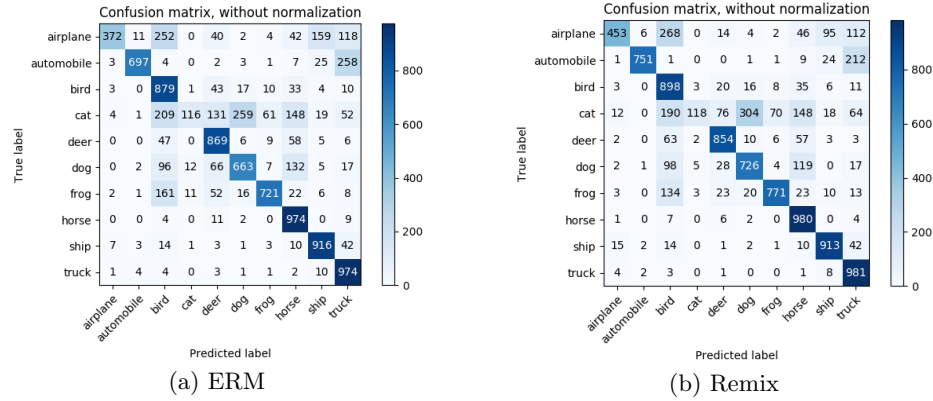 Confusion matrix, without normalization
True label
airplane 372 11 252 0 40 2 4 42 159 118
automobile 3 697 4 0 2 3 1 7 25 258
bird 3 0 879 1 43 17 10 33 4 10
cat 4 1 209 116 131 259 61 148 19 52
deer 0 0 47 0 869 6 9 58 5 6
dog 0 2 96 12 66 663 7 132 5 17
frog 2 1 161 11 52 16 721 22 6 8
horse 0 0 4 0 11 2 0 974 0 9
ship 7 3 14 1 3 1 3 10 916 42
truck 1 4 4 0 3 1 1 2 10 974
airplane automobile bird cat deer dog frog horse ship truck
Predicted label
800
600
400
200
0
(a) ERM
Confusion matrix, without normalization
True label
airplane 453 6 268 0 14 4 2 46 95 112
automobile 1 751 1 0 0 1 1 9 24 212
bird 3 0 898 3 20 16 8 35 6 11
cat 12 0 190 118 76 304 70 148 18 64
deer 2 0 63 2 854 10 6 57 3 3
dog 2 1 98 5 28 726 4 119 0 17
frog 3 0 134 3 23 20 771 23 10 13
horse 1 0 7 0 6 2 0 980 0 4
ship 15 2 14 0 1 2 1 10 913 42
truck 4 2 3 0 1 0 0 1 8 981
airplane automobile bird cat deer dog frog horse ship truck
Predicted label
800
600
400
200
0
(b) Remix